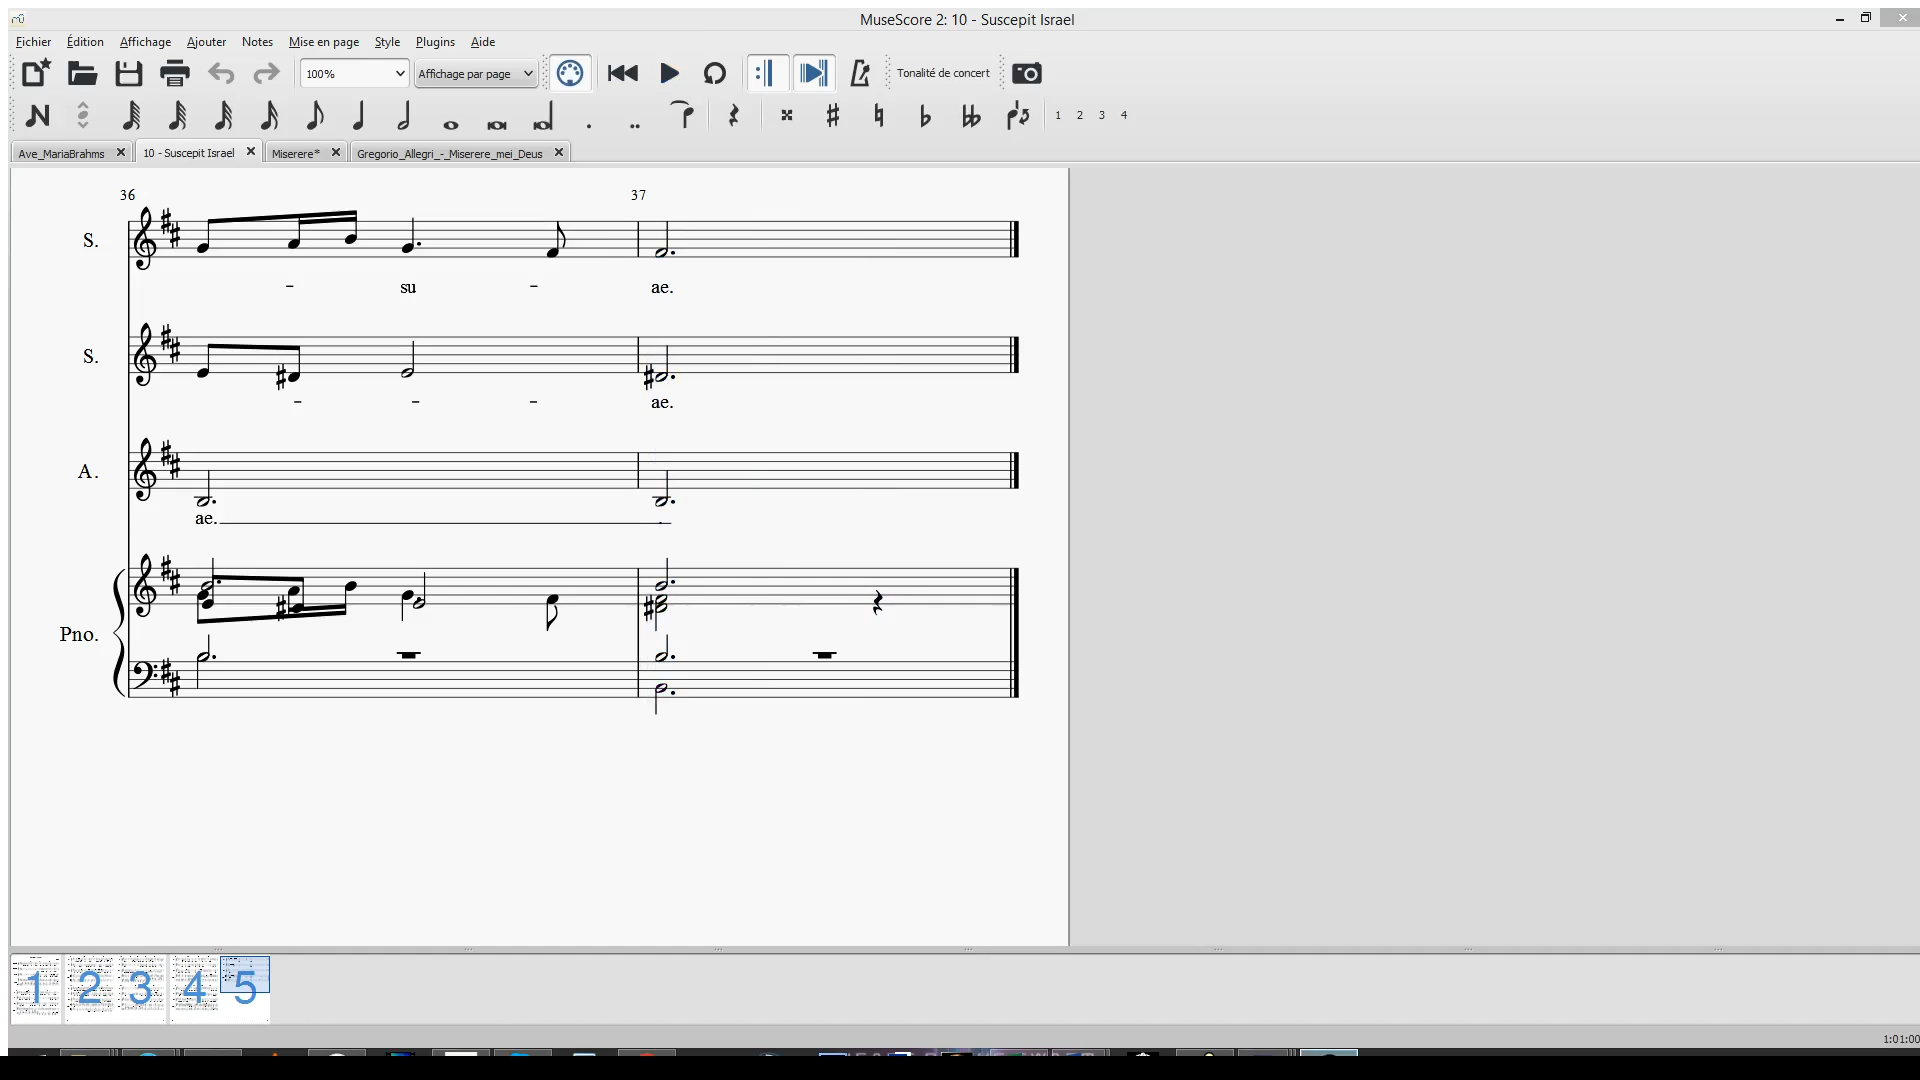 MuseScore 2: 10 - Suscepit Israel
Fichier Édition Affichage Ajouter Notes Mise en page Style Plugins Aide
100% Affichage par page Tonalité de concert
1 2 3 4
Ave_MariaBrahms 10 - Suscepit Israel Miserere* Gregorio_Allegri_-_Miserere_mei_Deus
36 37
S.
- su - ae.
S.
- - - ae.
A.
ae. .
Pno.
1 2 3 4 5
1:01:00